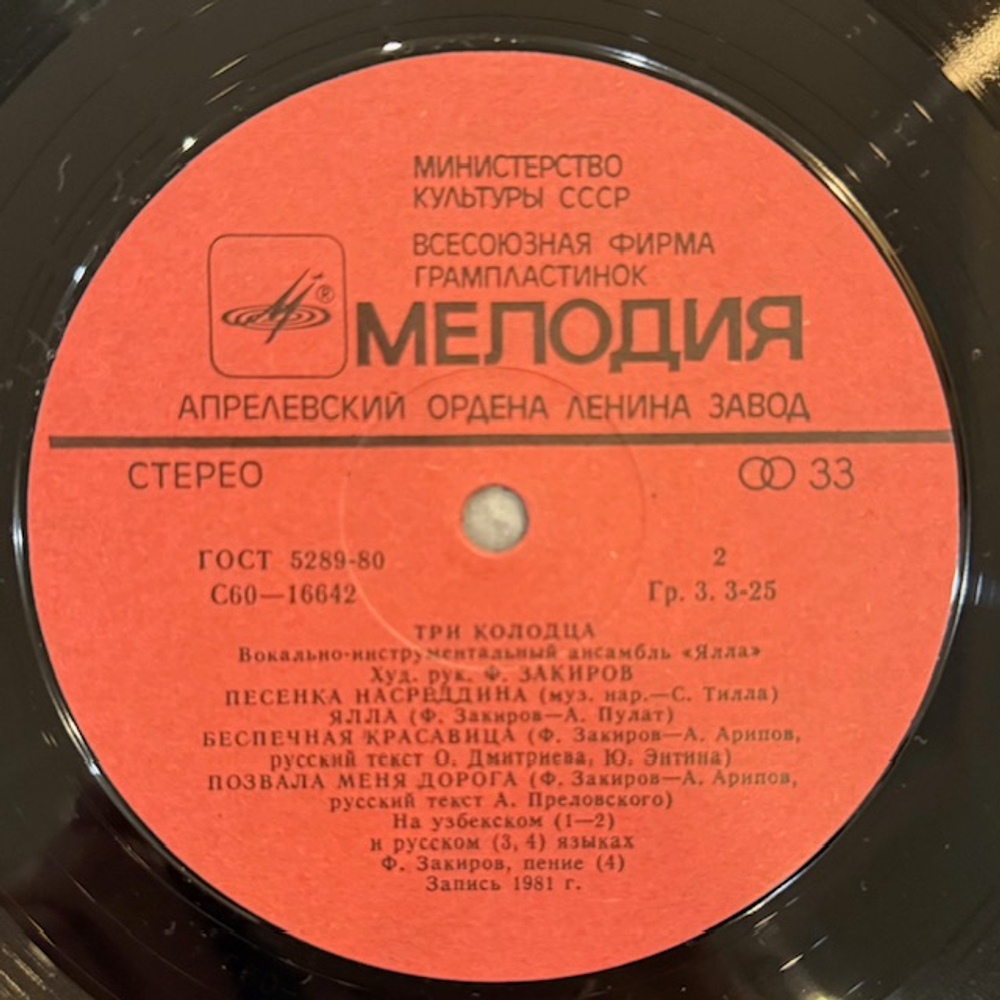 МИНИСТЕРСТВО
КУЛЬТУРЫ СССР
ВСЕСОЮЗНАЯ ФИРМА
ГРАМПЛАСТИНОК
®
МЕЛОДИЯ
АПРЕЛЕВСКИЙ ОРДЕНА ЛЕНИНА ЗАВОД
СТЕРЕО 33
ГОСТ 5289-80 2
С60—16642 Гр. 3. 3-25
ТРИ КОЛОДЦА
Вокально-инструментальный ансамбль «Ялла»
Худ. рук. Ф. ЗАКИРОВ
ПЕСЕНКА НАСРЕДДИНА (муз. нар.—С. Тилла)
ЯЛЛА (Ф. Закиров—А. Пулат)
БЕСПЕЧНАЯ КРАСАВИЦА (Ф. Закиров—А. Арипов,
русский текст О. Дмитриева, Ю. Энтина)
ПОЗВАЛА МЕНЯ ДОРОГА (Ф. Закиров—А. Арипов,
русский текст А. Преловского)
На узбекском (1—2)
и русском (3, 4) языках
Ф. Закиров, пение (4)
Запись 1981 г.